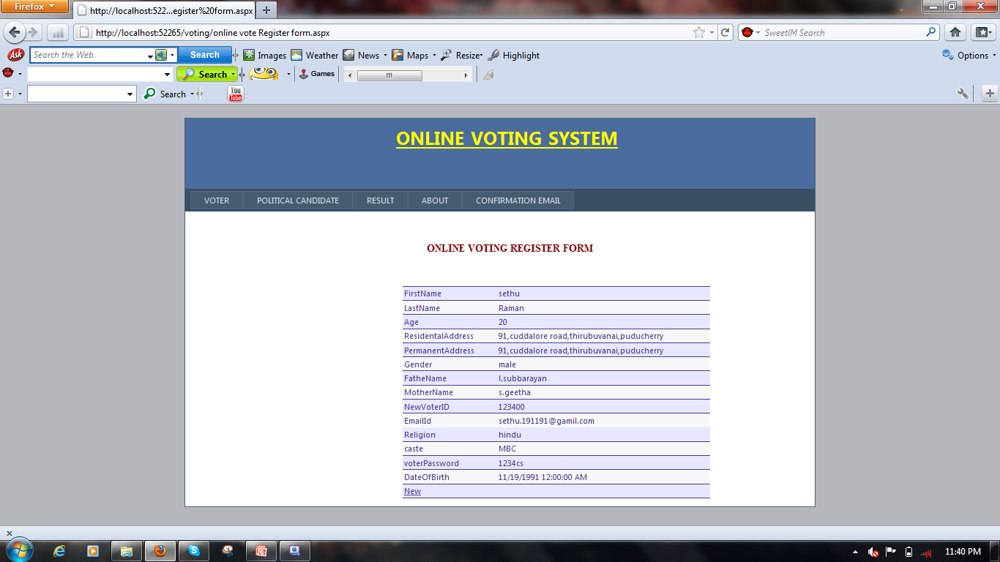 Firefox
http://localhost:522...egister%20form.aspx
http://localhost:52265/voting/online vote Register form.aspx
SweetIM Search
Ask
Search the Web
Search
Images
Weather
News
Maps
Resize
Highlight
Options
Search
Games
Search
You
Tube
ONLINE VOTING SYSTEM
VOTER POLITICAL CANDIDATE RESULT ABOUT CONFIRMATION EMAIL
ONLINE VOTING REGISTER FORM
FirstName sethu
LastName Raman
Age 20
ResidentalAddress 91,cuddalore road,thirubuvanai,puducherry
PermanentAddress 91,cuddalore road,thirubuvanai,puducherry
Gender male
FatheName l.subbarayan
MotherName s.geetha
NewVoterID 123400
EmailId sethu.191191@gamil.com
Religion hindu
caste MBC
voterPassword 1234cs
DateOfBirth 11/19/1991 12:00:00 AM
New
11:40 PM